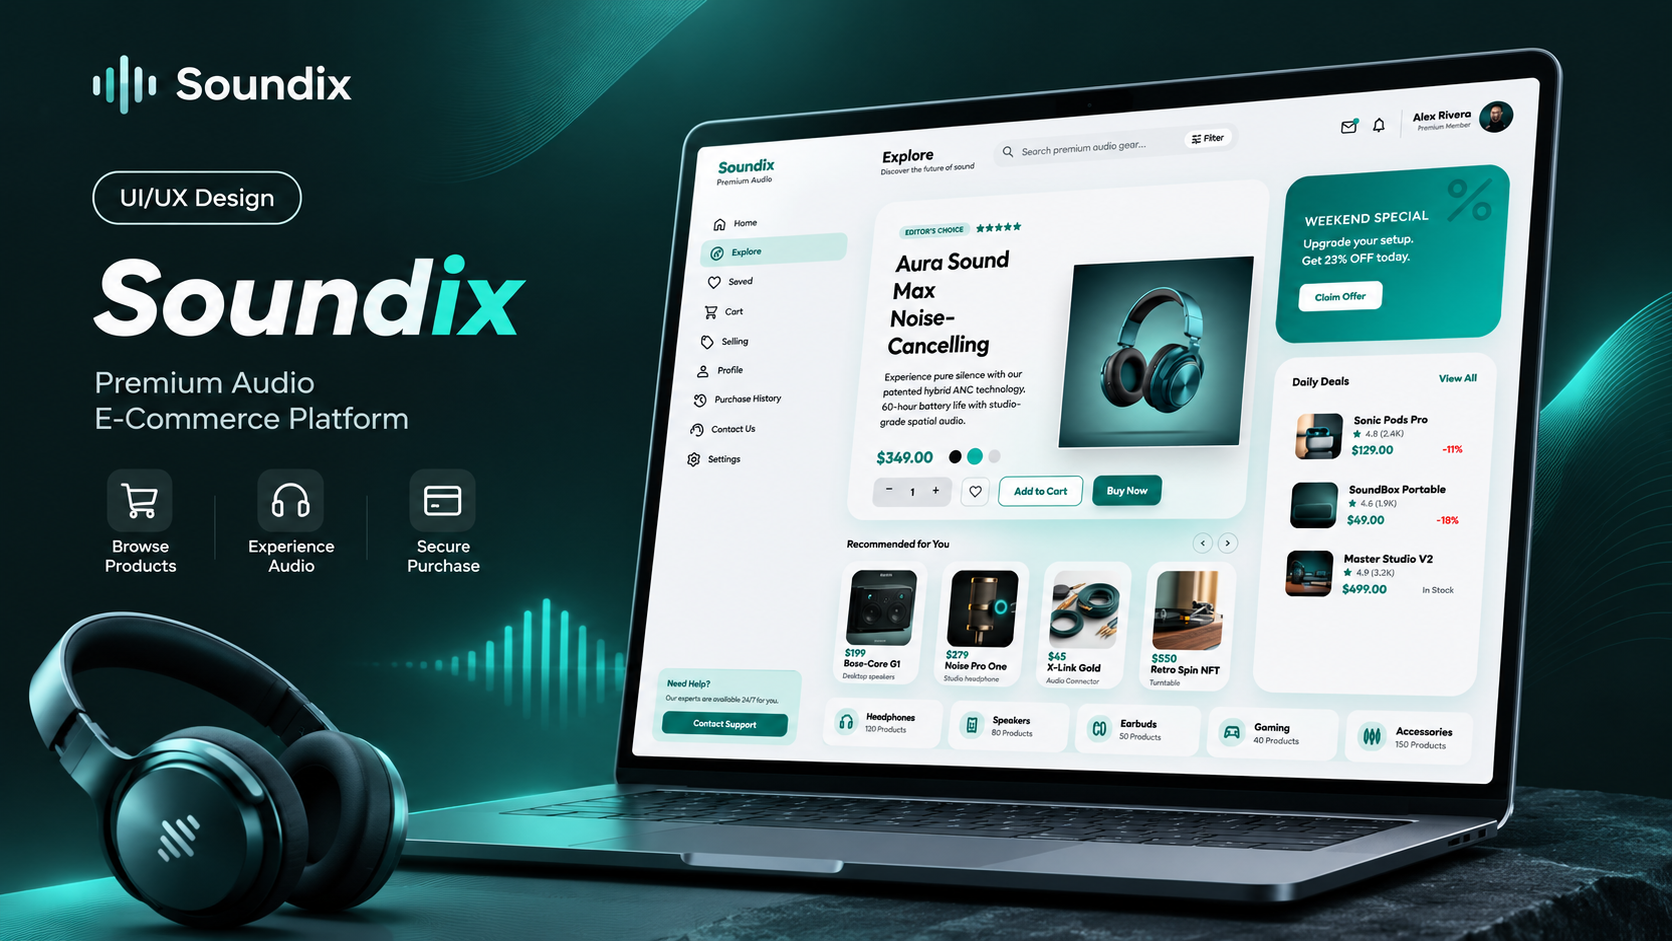 Soundix
UI/UX Design
Soundix
Premium Audio
E-Commerce Platform
Browse
Products
Experience
Audio
Secure
Purchase
Soundix
Premium Audio
Home
Explore
Saved
Cart
Selling
Profile
Purchase History
Contact Us
Settings
Need Help?
Our experts are available 24/7 for you.
Contact Support
Explore
Discover the future of sound
Search premium audio gear...
Filter
Alex Rivera
Premium Member
EDITOR'S CHOICE
Aura Sound
Max
Noise-
Cancelling
Experience pure silence with our
patented hybrid ANC technology.
60-hour battery life with studio-
grade spatial audio.
$349.00
− 1 +
Add to Cart
Buy Now
WEEKEND SPECIAL
Upgrade your setup.
Get 23% OFF today.
Claim Offer
%
Daily Deals
View All
Sonic Pods Pro
4.8 (2.4K)
$129.00
-11%
SoundBox Portable
4.6 (1.9K)
$49.00
-18%
Master Studio V2
4.9 (3.2K)
$499.00
In Stock
Recommended for You
$199
Bose-Core G1
Desktop speakers
$279
Noise Pro One
Studio headphone
$45
X-Link Gold
Audio Connector
$550
Retro Spin NFT
Turntable
Headphones
120 Products
Speakers
80 Products
Earbuds
50 Products
Gaming
40 Products
Accessories
150 Products